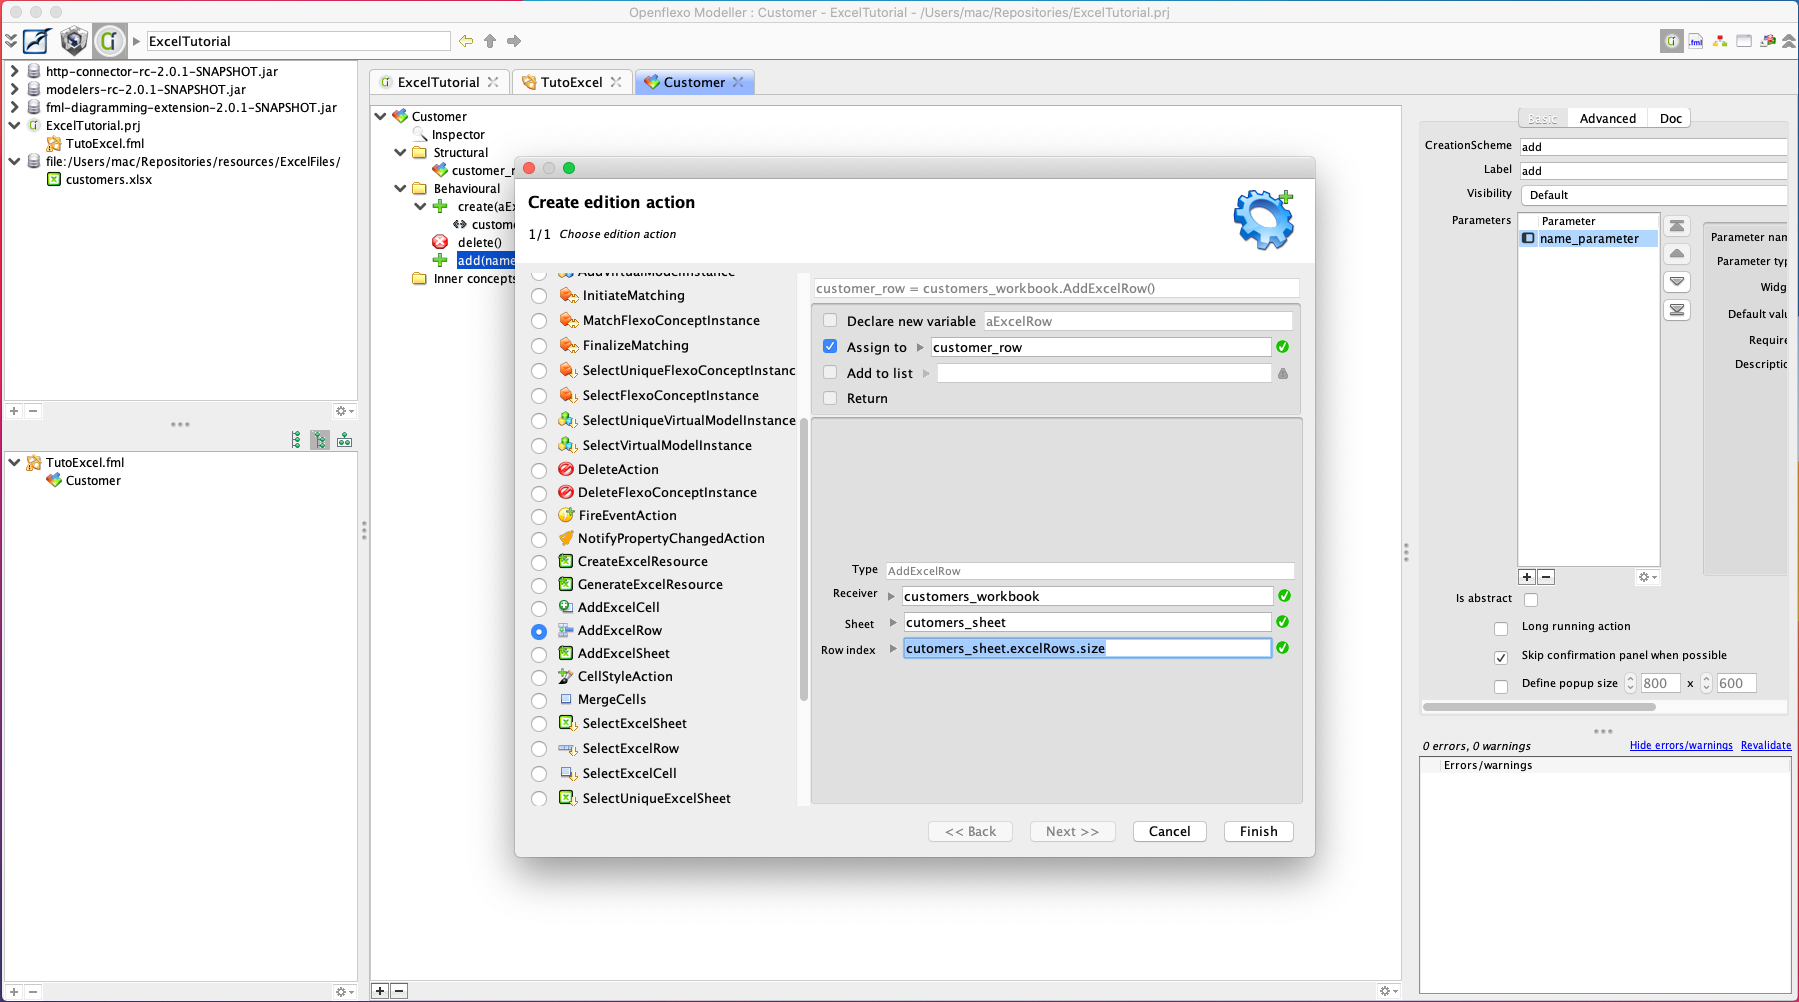 Openflexo Modeller : Customer - ExcelTutorial - /Users/mac/Repositories/ExcelTutorial.prj
ExcelTutorial
.fml
http-connector-rc-2.0.1-SNAPSHOT.jar
modelers-rc-2.0.1-SNAPSHOT.jar
fml-diagramming-extension-2.0.1-SNAPSHOT.jar
ExcelTutorial.prj
TutoExcel.fml
file:/Users/mac/Repositories/resources/ExcelFiles/
customers.xlsx
TutoExcel.fml
Customer
ExcelTutorial
TutoExcel
Customer
Customer
Inspector
Structural
customer_r
Behavioural
create(aEx
custome
delete()
add(name
Inner concepts
Create edition action
1/1 Choose edition action
AddVirtualModelInstance
InitiateMatching
MatchFlexoConceptInstance
FinalizeMatching
SelectUniqueFlexoConceptInstanc
SelectFlexoConceptInstance
SelectUniqueVirtualModelInstance
SelectVirtualModelInstance
DeleteAction
DeleteFlexoConceptInstance
FireEventAction
NotifyPropertyChangedAction
CreateExcelResource
GenerateExcelResource
AddExcelCell
AddExcelRow
AddExcelSheet
CellStyleAction
MergeCells
SelectExcelSheet
SelectExcelRow
SelectExcelCell
SelectUniqueExcelSheet
customer_row = customers_workbook.AddExcelRow()
Declare new variable aExcelRow
Assign to customer_row
Add to list
Return
Type AddExcelRow
Receiver customers_workbook
Sheet cutomers_sheet
Row index cutomers_sheet.excelRows.size
<< Back Next >> Cancel Finish
Basic Advanced Doc
CreationScheme add
Label add
Visibility Default
Parameters Parameter
name_parameter
Parameter nan
Parameter typ
Widg
Default valu
Require
Descriptio
Is abstract
Long running action
Skip confirmation panel when possible
Define popup size 800 x 600
0 errors, 0 warnings Hide errors/warnings Revalidate
Errors/warnings